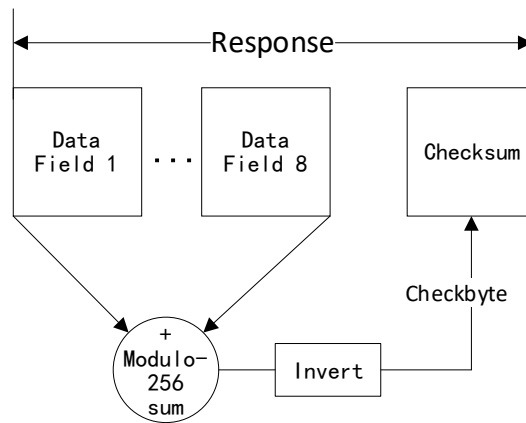 Response
Data
Field 1
...
Data
Field 8
Checksum
Checkbyte
+
Modulo-
256
sum
Invert